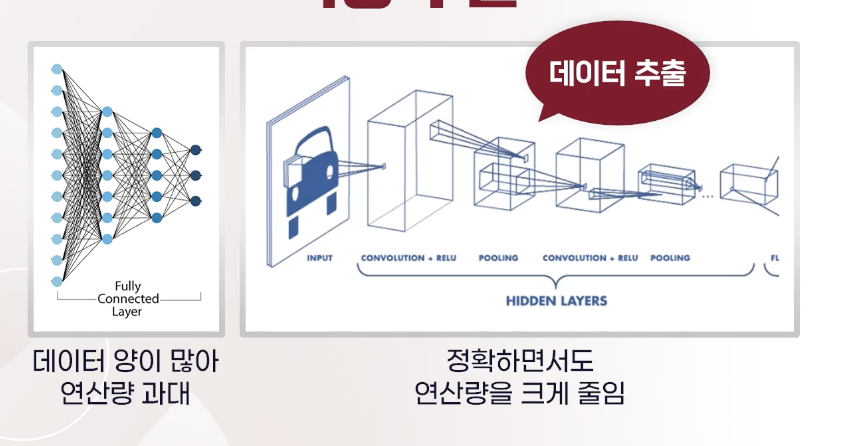 데이터 추출
Fully
Connected
Layer
INPUT
CONVOLUTION + RELU
POOLING
CONVOLUTION + RELU
POOLING
...
FL
HIDDEN LAYERS
데이터 양이 많아
연산량 과대
정확하면서도
연산량을 크게 줄임